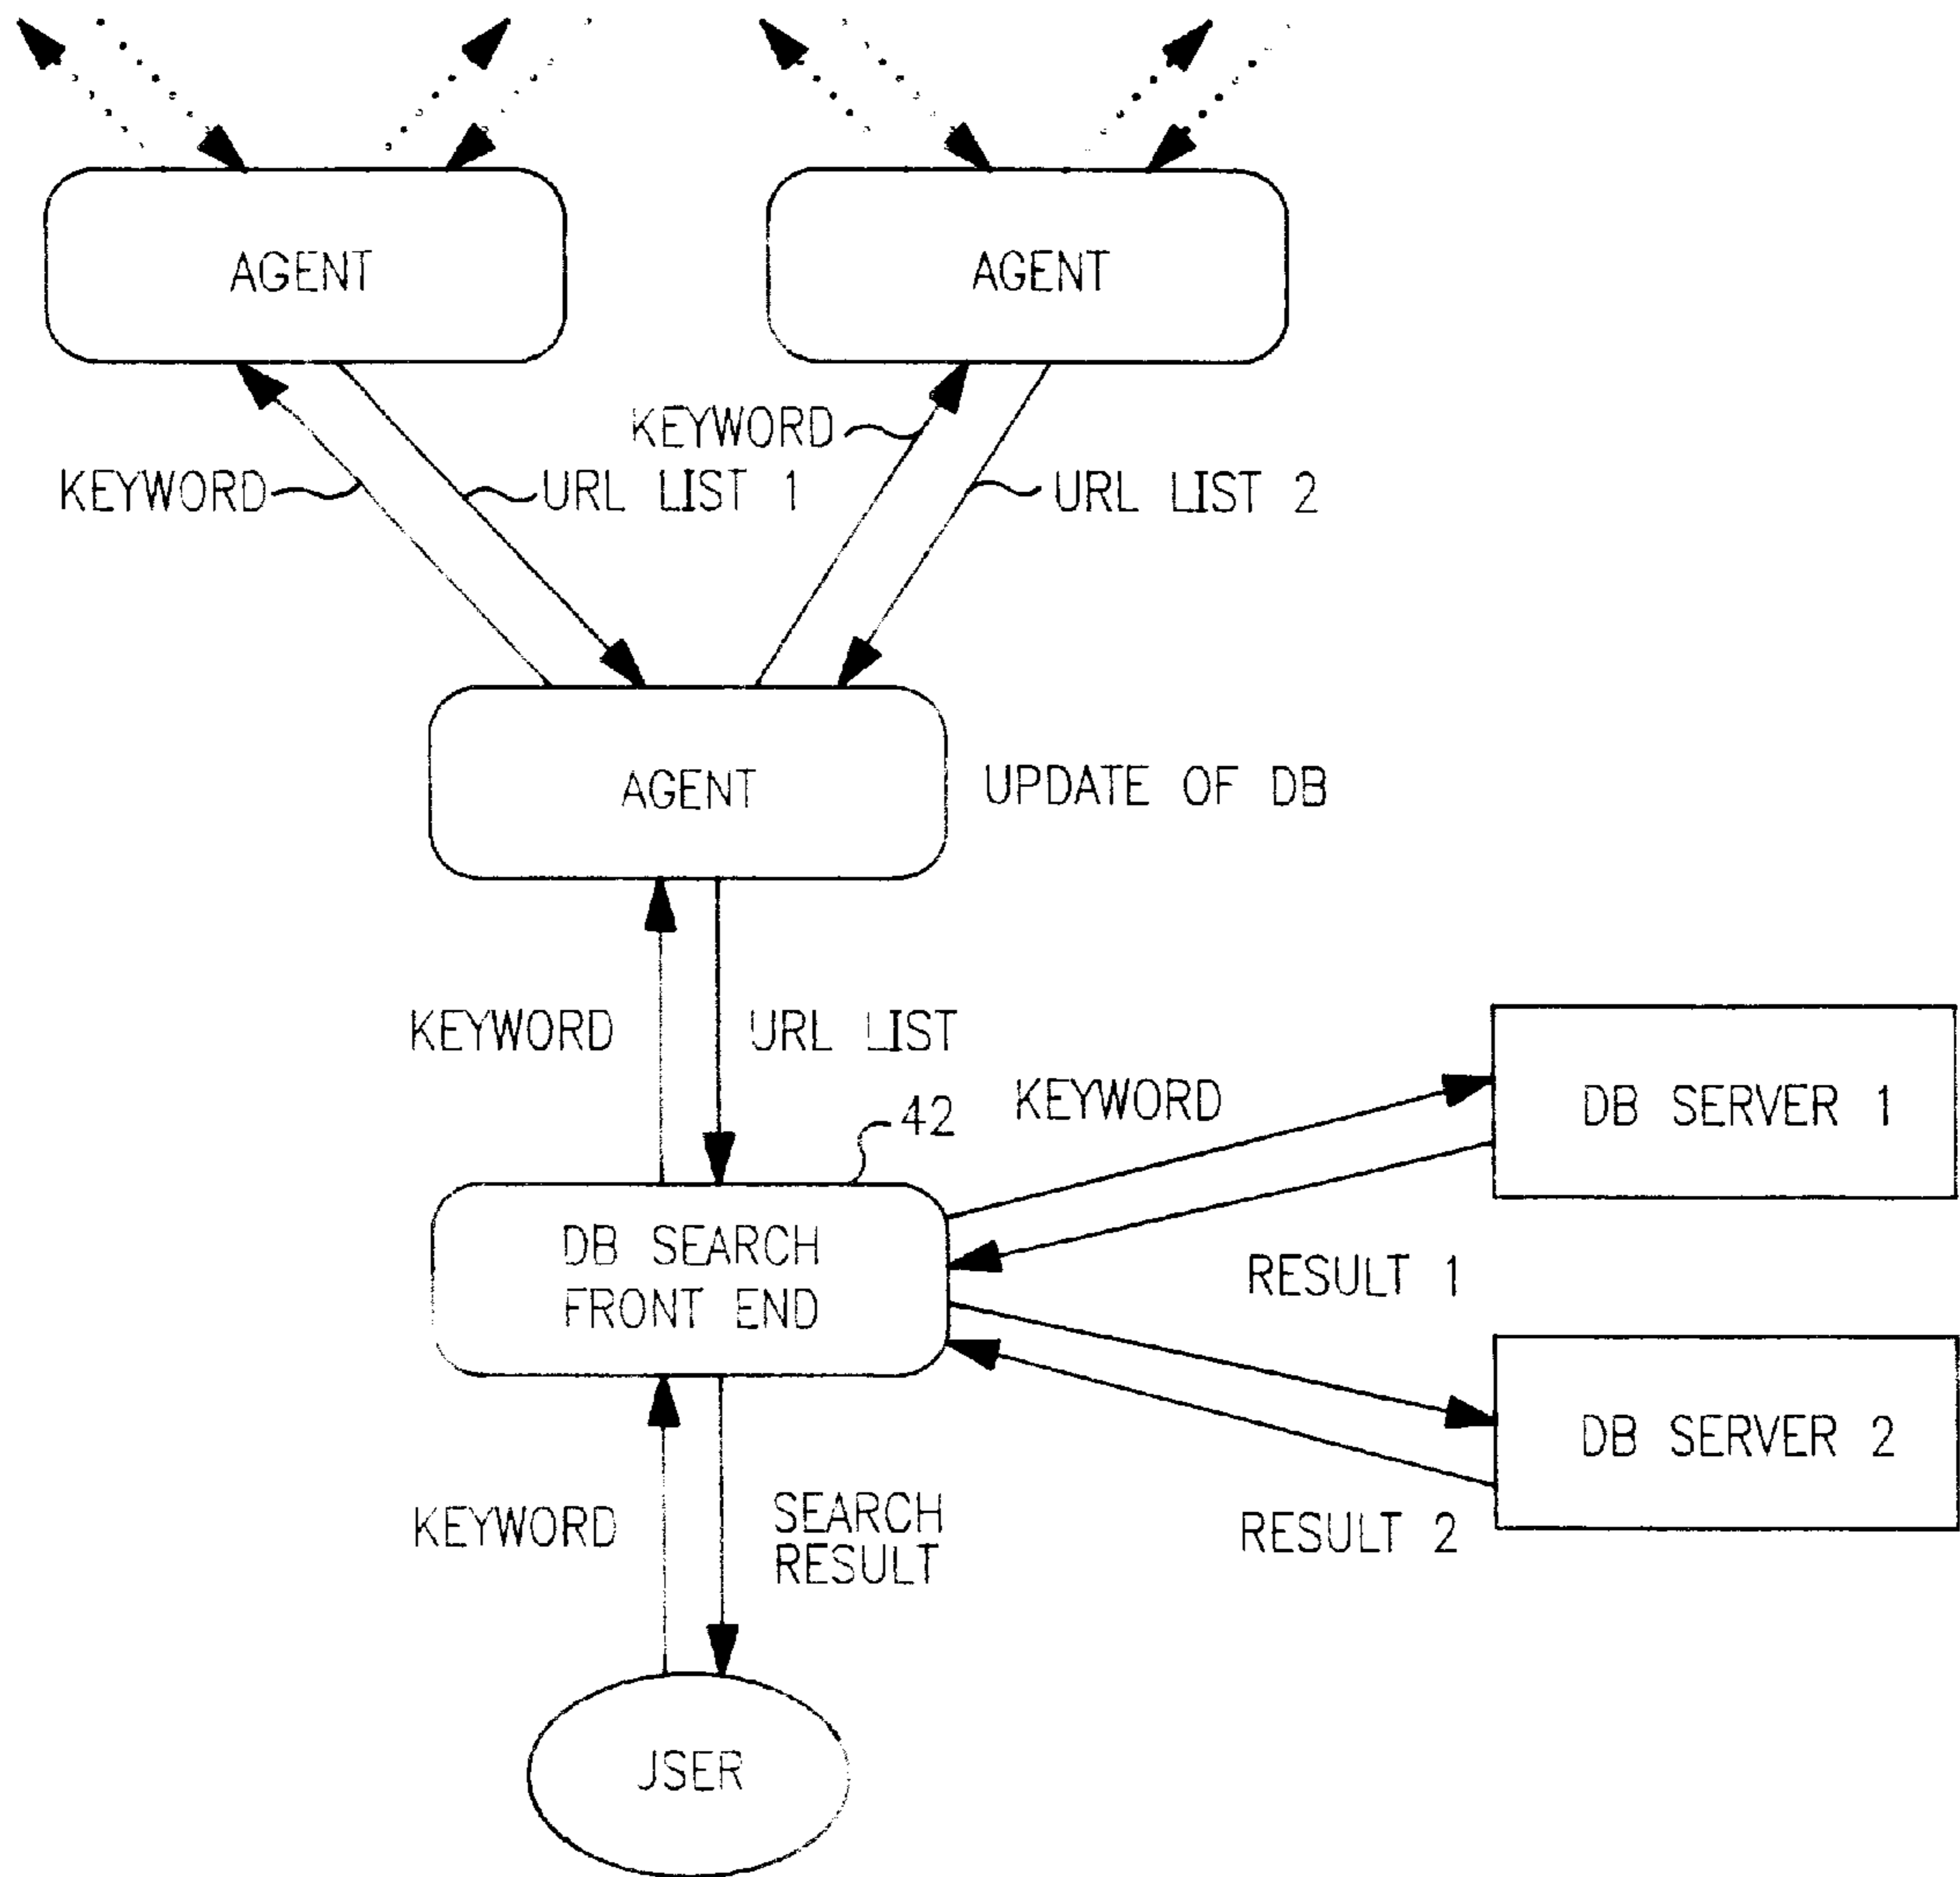 AGENT
AGENT
KEYWORD
KEYWORD
URL LIST 1
URL LIST 2
AGENT
UPDATE OF DB
KEYWORD
URL LIST
42
KEYWORD
DB SERVER 1
DB SEARCH
FRONT END
RESULT 1
DB SERVER 2
KEYWORD
SEARCH
RESULT
RESULT 2
JSER